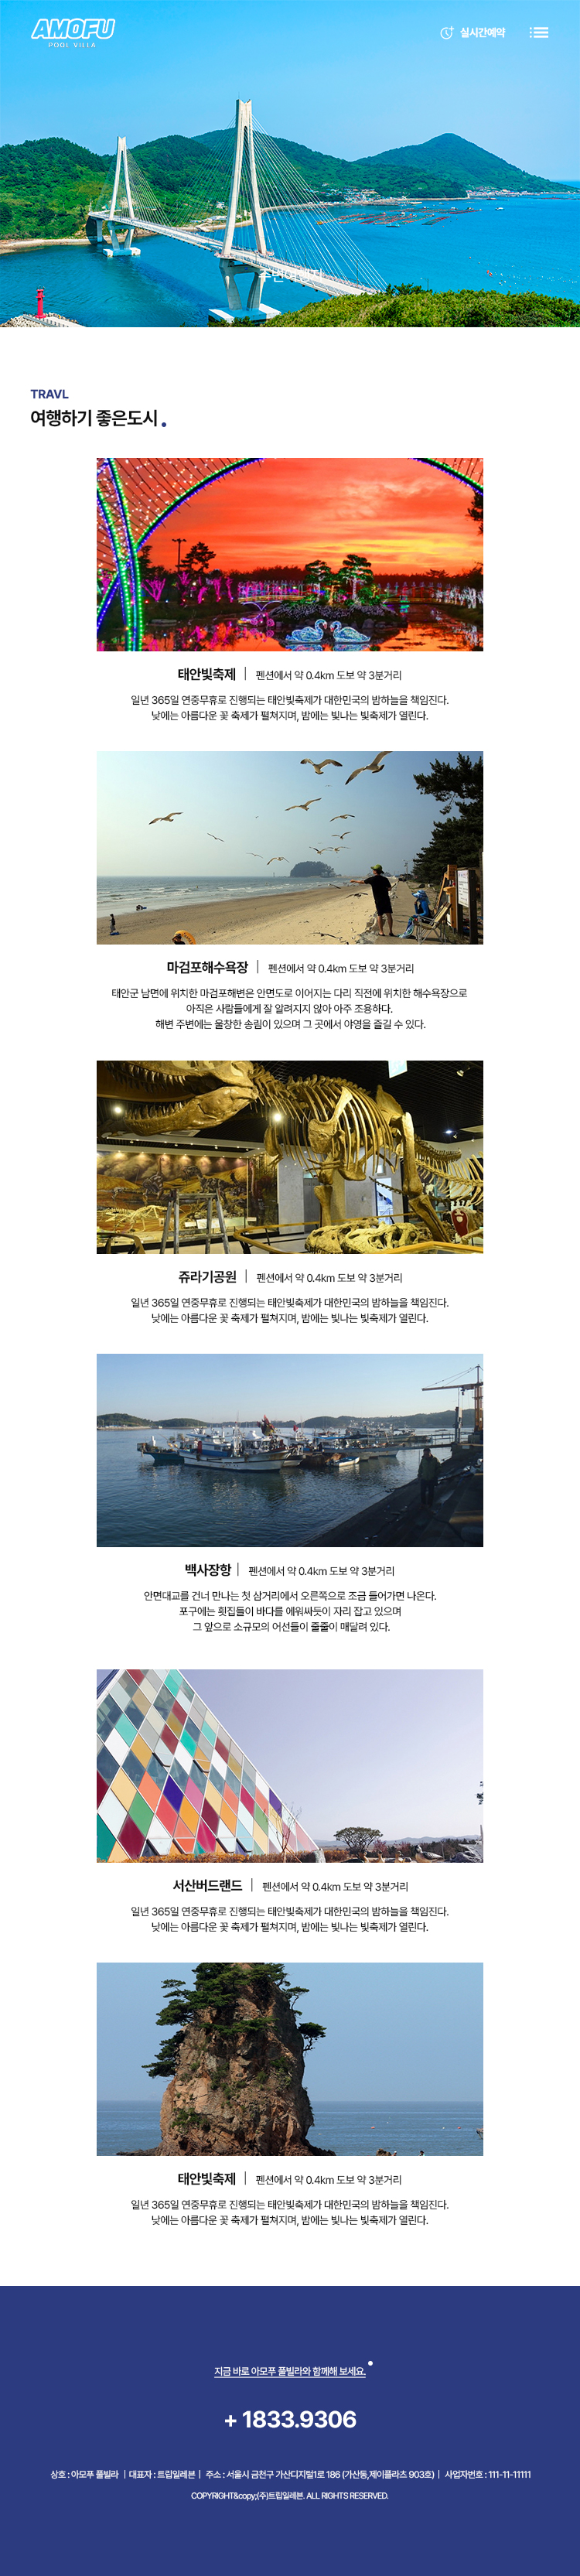 AMOFU
POOL VILLA
실시간예약
주변여행지
TRAVL
여행하기 좋은도시.
태안빛축제 | 펜션에서 약 0.4km 도보 약 3분거리
일년 365일 연중무휴로 진행되는 태안빛축제가 대한민국의 밤하늘을 책임진다.
낮에는 아름다운 꽃 축제가 펼쳐지며, 밤에는 빛나는 빛축제가 열린다.
마검포해수욕장 | 펜션에서 약 0.4km 도보 약 3분거리
태안군 남면에 위치한 마검포해변은 안면도로 이어지는 다리 직전에 위치한 해수욕장으로
아직은 사람들에게 잘 알려지지 않아 아주 조용하다.
해변 주변에는 울창한 송림이 있으며 그 곳에서 야영을 즐길 수 있다.
쥬라기공원 | 펜션에서 약 0.4km 도보 약 3분거리
일년 365일 연중무휴로 진행되는 태안빛축제가 대한민국의 밤하늘을 책임진다.
낮에는 아름다운 꽃 축제가 펼쳐지며, 밤에는 빛나는 빛축제가 열린다.
백사장항 | 펜션에서 약 0.4km 도보 약 3분거리
안면대교를 건너 만나는 첫 삼거리에서 오른쪽으로 조금 들어가면 나온다.
포구에는 횟집들이 바다를 에워싸듯이 자리 잡고 있으며
그 앞으로 소규모의 어선들이 줄줄이 매달려 있다.
서산버드랜드 | 펜션에서 약 0.4km 도보 약 3분거리
일년 365일 연중무휴로 진행되는 태안빛축제가 대한민국의 밤하늘을 책임진다.
낮에는 아름다운 꽃 축제가 펼쳐지며, 밤에는 빛나는 빛축제가 열린다.
태안빛축제 | 펜션에서 약 0.4km 도보 약 3분거리
일년 365일 연중무휴로 진행되는 태안빛축제가 대한민국의 밤하늘을 책임진다.
낮에는 아름다운 꽃 축제가 펼쳐지며, 밤에는 빛나는 빛축제가 열린다.
지금 바로 아모푸 풀빌라와 함께해 보세요.
+ 1833.9306
상호 : 아모푸 풀빌라 | 대표자 : 트립일레븐 | 주소 : 서울시 금천구 가산디지털1로 186 (가산동,제이플라츠 903호) | 사업자번호 : 111-11-11111
COPYRIGHT&copy;(주)트립일레븐. ALL RIGHTS RESERVED.